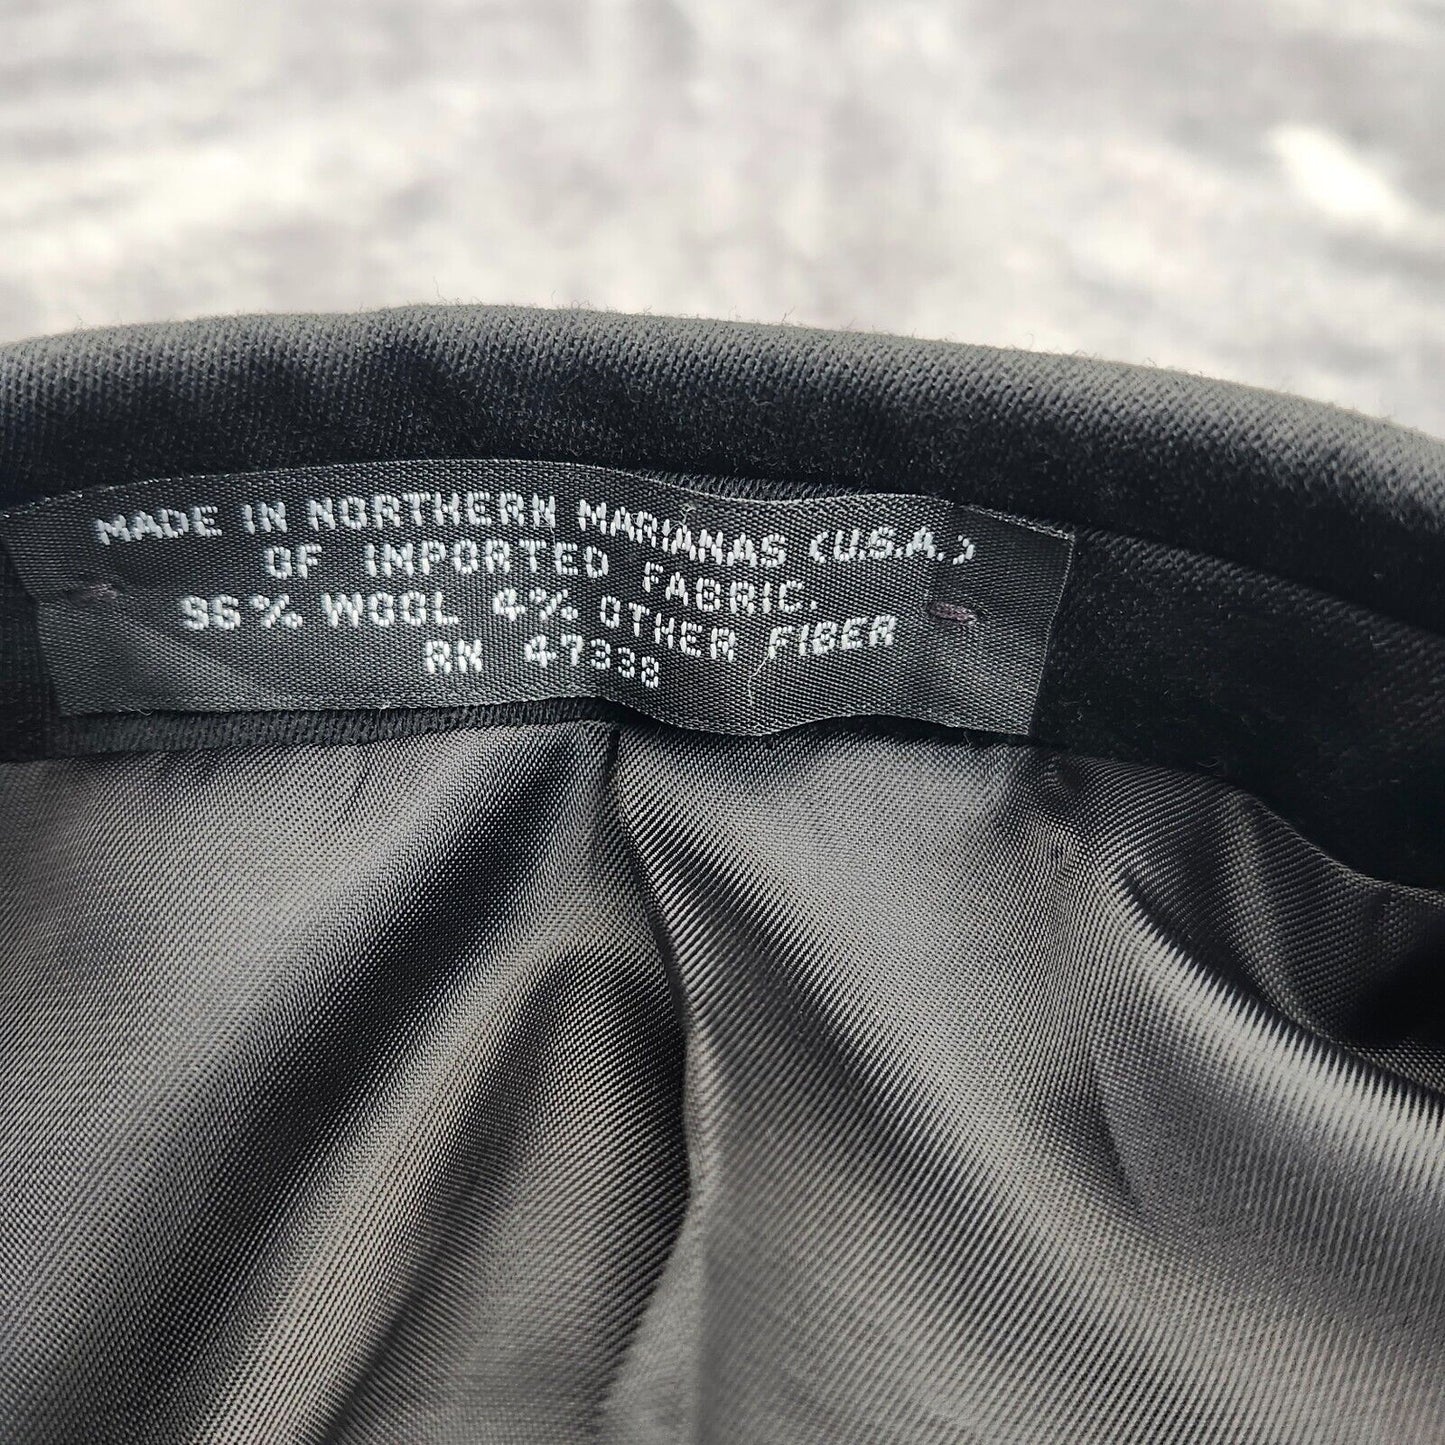 MADE IN NORTHERN MARIANAS (U.S.A.)
OF IMPORTED FABRIC.
96% WOOL 4% OTHER FIBER
RN 47338